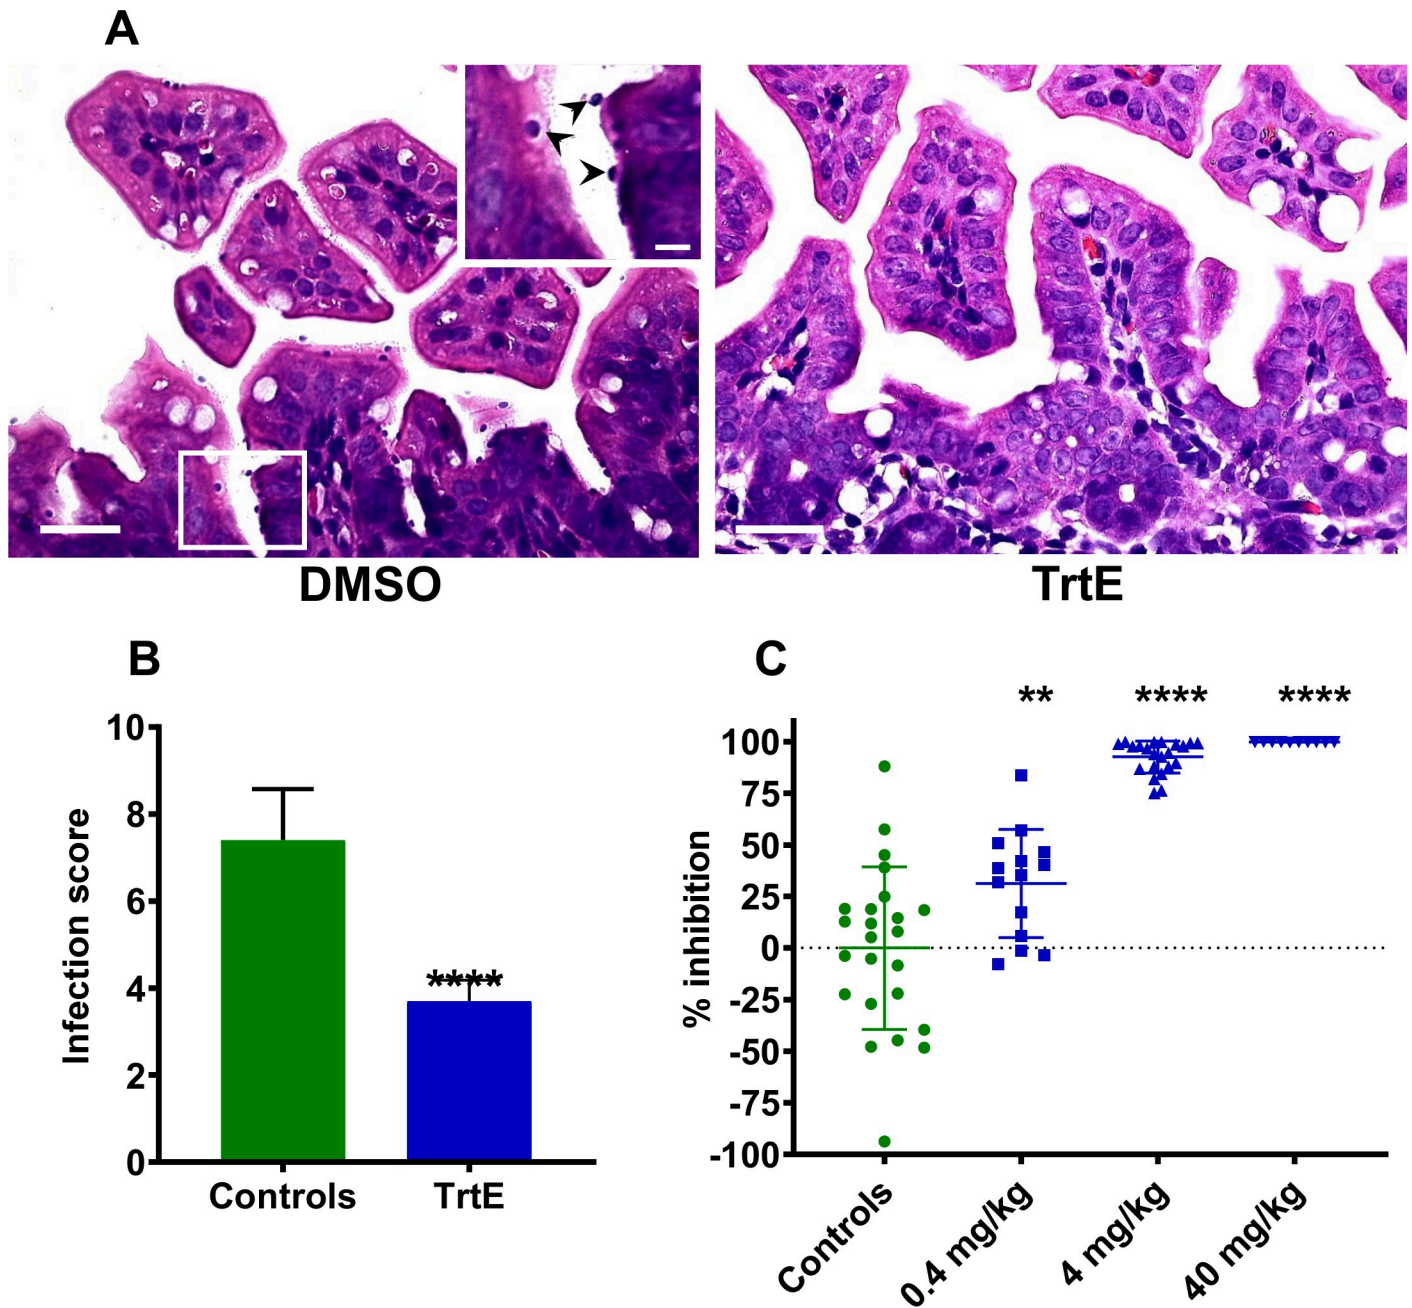 A
DMSO
TrtE
B
Infection score
10
8
6
4
2
0
****
Controls
TrtE
C
% inhibition
**
****
****
100
75
50
25
0
-25
-50
-75
-100
Controls
0.4 mg/kg
4 mg/kg
40 mg/kg